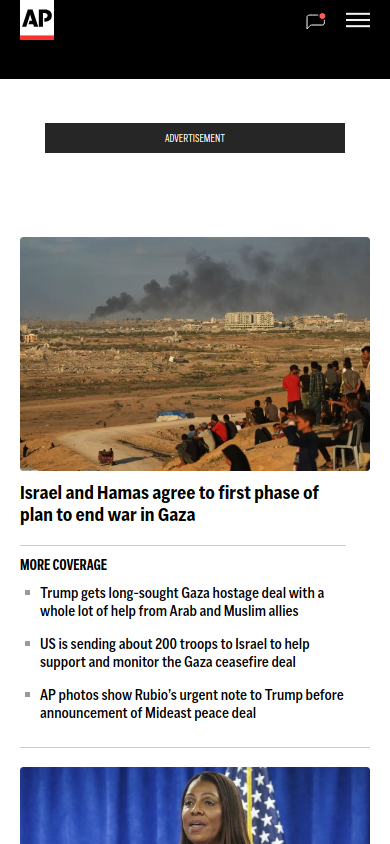 AP
ADVERTISEMENT
Israel and Hamas agree to first phase of
plan to end war in Gaza
MORE COVERAGE
Trump gets long-sought Gaza hostage deal with a
whole lot of help from Arab and Muslim allies
US is sending about 200 troops to Israel to help
support and monitor the Gaza ceasefire deal
AP photos show Rubio's urgent note to Trump before
announcement of Mideast peace deal